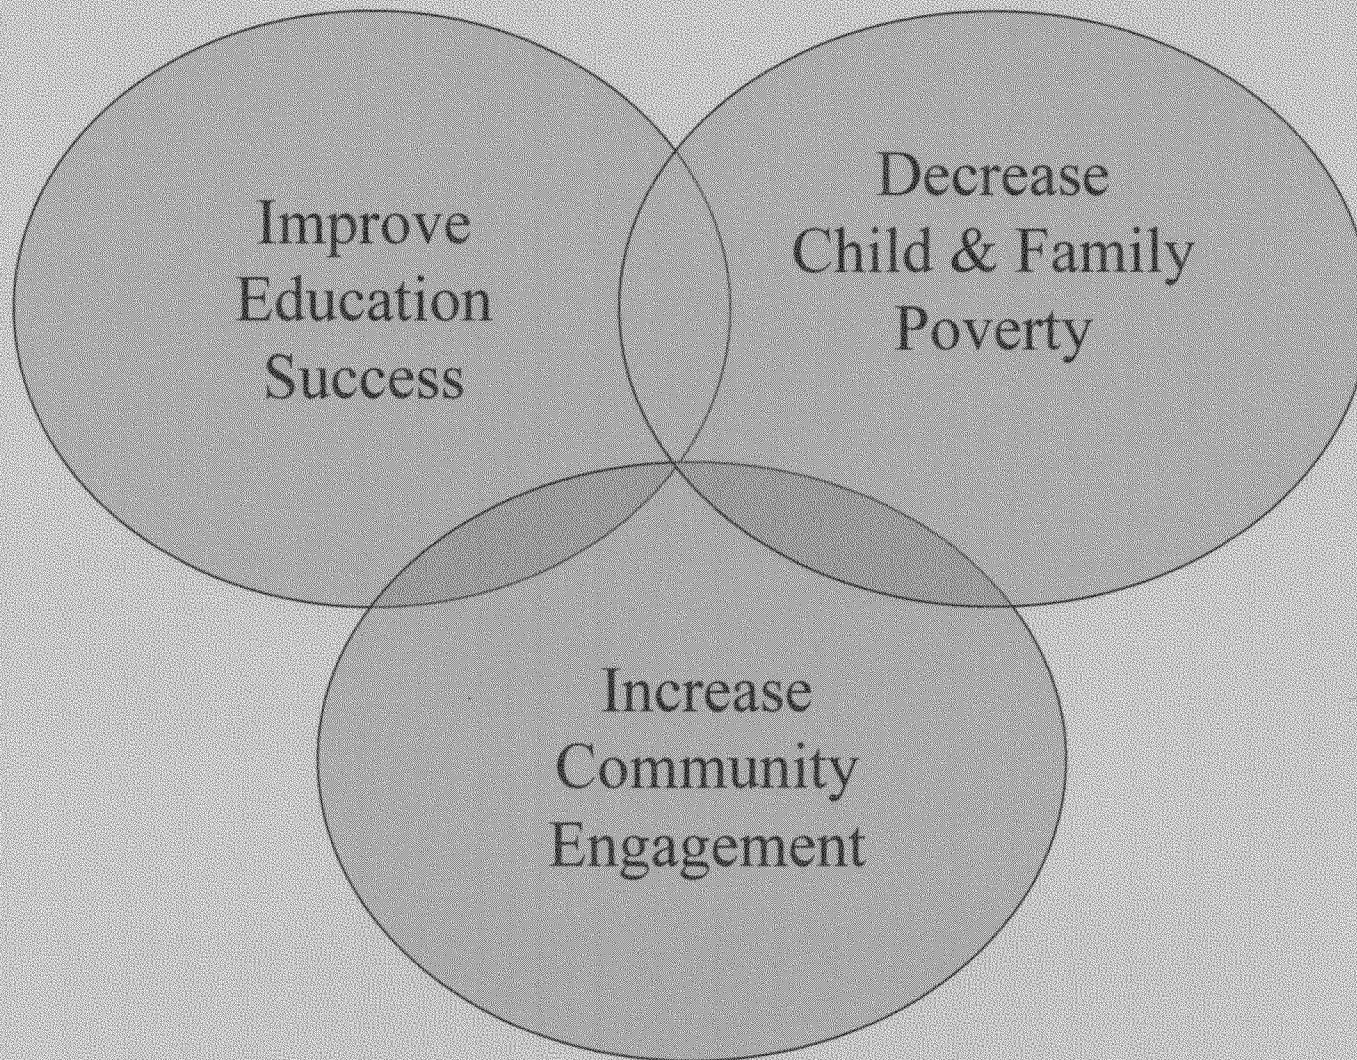 Improve
Education
Success
Decrease
Child & Family
Poverty
Increase
Community
Engagement